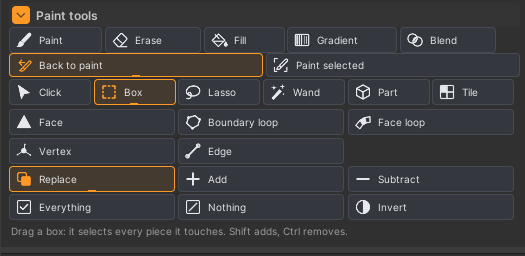 Paint tools
Paint Erase Fill Gradient Blend
Back to paint Paint selected
Click Box Lasso Wand Part Tile
Face Boundary loop Face loop
Vertex Edge
Replace Add Subtract
Everything Nothing Invert
Drag a box: it selects every piece it touches. Shift adds, Ctrl removes.